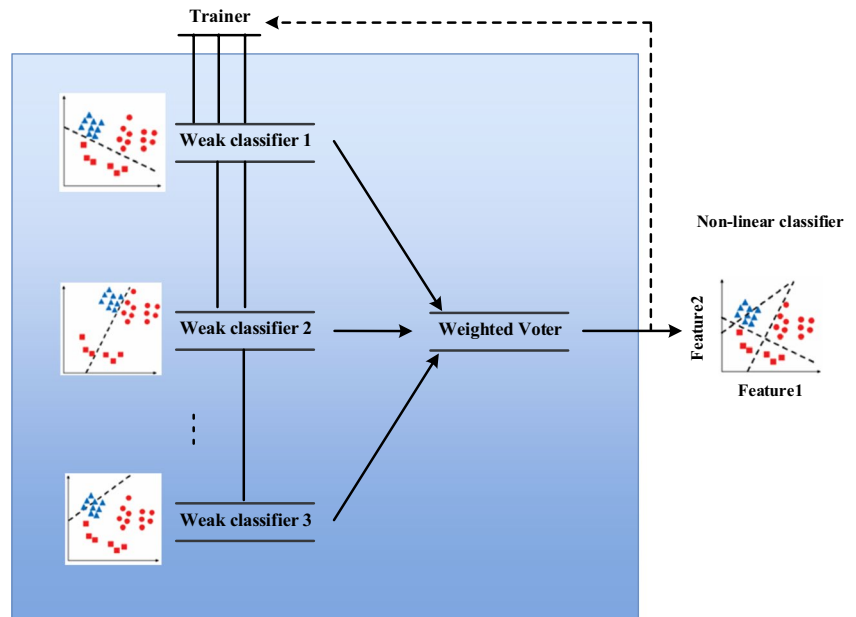 Trainer
Weak classifier 1
Non-linear classifier
Weak classifier 2
Weighted Voter
Feature2
Feature1
Weak classifier 3